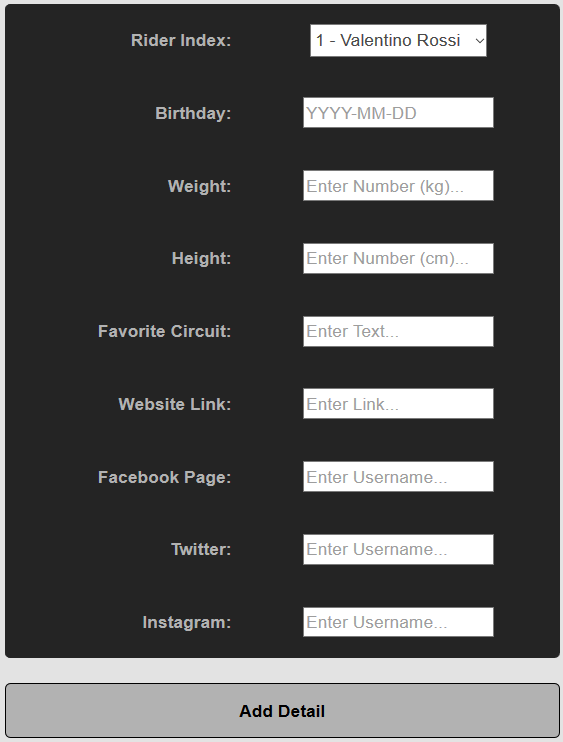 Rider Index: 1 - Valentino Rossi
Birthday: YYYY-MM-DD
Weight: Enter Number (kg)...
Height: Enter Number (cm)...
Favorite Circuit: Enter Text...
Website Link: Enter Link...
Facebook Page: Enter Username...
Twitter: Enter Username...
Instagram: Enter Username...
Add Detail